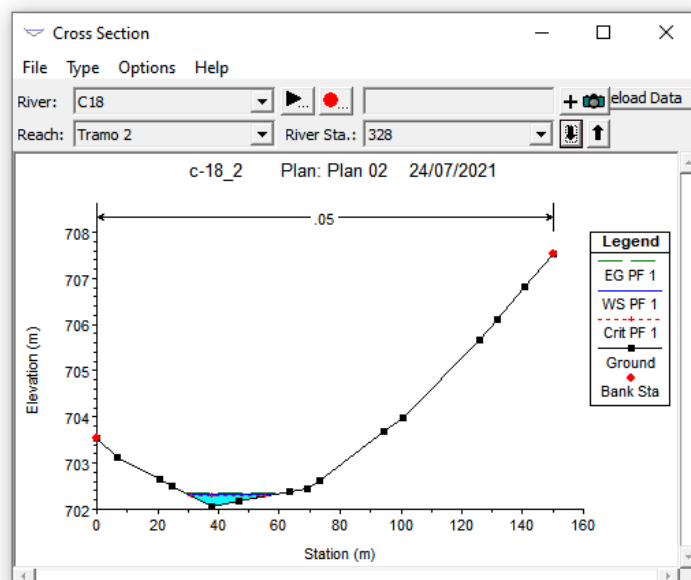 Cross Section
File Type Options Help
River: C18 eload Data
Reach: Tramo 2 River Sta.: 328
c-18_2 Plan: Plan 02 24/07/2021
.05
708
707
706
705
704
703
702
0 20 40 60 80 100 120 140 160
Elevation (m)
Station (m)
Legend
EG PF 1
WS PF 1
Crit PF 1
Ground
Bank Sta